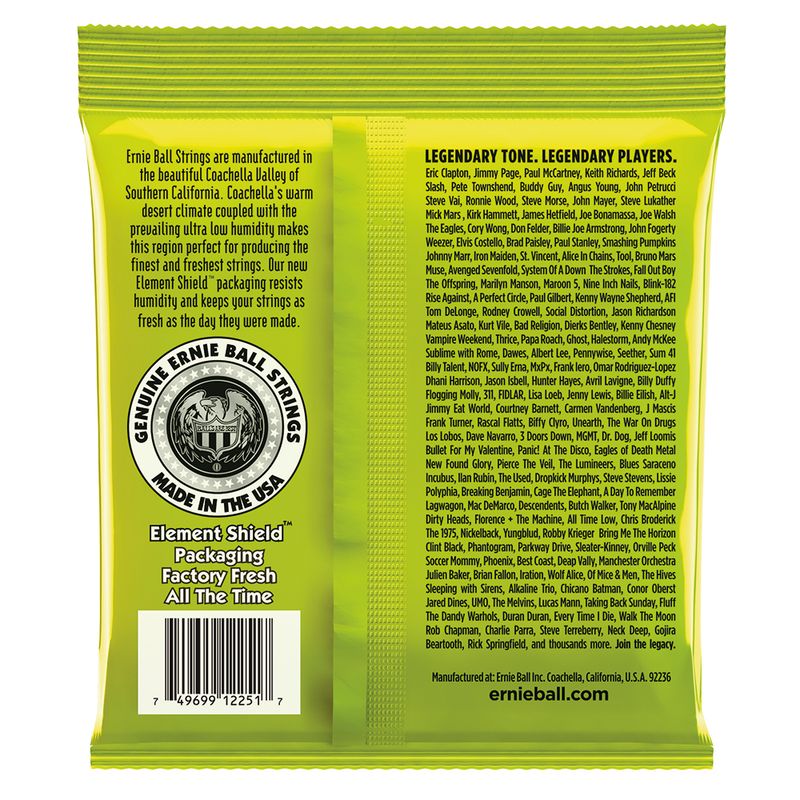 Ernie Ball Strings are manufactured in
the beautiful Coachella Valley of
Southern California. Coachella's warm
desert climate coupled with the
prevailing ultra low humidity makes
this region perfect for producing the
finest and freshest strings. Our new
Element Shield™ packaging resists
humidity and keeps your strings as
fresh as the day they were made.
GENUINE ERNIE BALL STRINGS
MADE IN THE USA
Element Shield™
Packaging
Factory Fresh
All The Time
7 49699 12251 7
LEGENDARY TONE. LEGENDARY PLAYERS.
Eric Clapton, Jimmy Page, Paul McCartney, Keith Richards, Jeff Beck
Slash, Pete Townshend, Buddy Guy, Angus Young, John Petrucci
Steve Vai, Ronnie Wood, Steve Morse, John Mayer, Steve Lukather
Mick Mars , Kirk Hammett, James Hetfield, Joe Bonamassa, Joe Walsh
The Eagles, Cory Wong, Don Felder, Billie Joe Armstrong, John Fogerty
Weezer, Elvis Costello, Brad Paisley, Paul Stanley, Smashing Pumpkins
Johnny Marr, Iron Maiden, St. Vincent, Alice In Chains, Tool, Bruno Mars
Muse, Avenged Sevenfold, System Of A Down The Strokes, Fall Out Boy
The Offspring, Marilyn Manson, Maroon 5, Nine Inch Nails, Blink-182
Rise Against, A Perfect Circle, Paul Gilbert, Kenny Wayne Shepherd, AFI
Tom DeLonge, Rodney Crowell, Social Distortion, Jason Richardson
Mateus Asato, Kurt Vile, Bad Religion, Dierks Bentley, Kenny Chesney
Vampire Weekend, Thrice, Papa Roach, Ghost, Halestorm, Andy McKee
Sublime with Rome, Dawes, Albert Lee, Pennywise, Seether, Sum 41
Billy Talent, NOFX, Sully Erna, MxPx, Frank Iero, Omar Rodriguez-Lopez
Dhani Harrison, Jason Isbell, Hunter Hayes, Avril Lavigne, Billy Duffy
Flogging Molly, 311, FIDLAR, Lisa Loeb, Jenny Lewis, Billie Eilish, Alt-J
Jimmy Eat World, Courtney Barnett, Carmen Vandenberg, J Mascis
Frank Turner, Rascal Flatts, Biffy Clyro, Unearth, The War On Drugs
Los Lobos, Dave Navarro, 3 Doors Down, MGMT, Dr. Dog, Jeff Loomis
Bullet For My Valentine, Panic! At The Disco, Eagles of Death Metal
New Found Glory, Pierce The Veil, The Lumineers, Blues Saraceno
Incubus, Ilan Rubin, The Used, Dropkick Murphys, Steve Stevens, Lissie
Polyphia, Breaking Benjamin, Cage The Elephant, A Day To Remember
Lagwagon, Mac DeMarco, Descendents, Butch Walker, Tony MacAlpine
Dirty Heads, Florence + The Machine, All Time Low, Chris Broderick
The 1975, Nickelback, Yungblud, Robby Krieger Bring Me The Horizon
Clint Black, Phantogram, Parkway Drive, Sleater-Kinney, Orville Peck
Soccer Mommy, Phoenix, Best Coast, Deap Vally, Manchester Orchestra
Julien Baker, Brian Fallon, Iration, Wolf Alice, Of Mice & Men, The Hives
Sleeping with Sirens, Alkaline Trio, Chicano Batman, Conor Oberst
Jared Dines, UMO, The Melvins, Lucas Mann, Taking Back Sunday, Fluff
The Dandy Warhols, Duran Duran, Every Time I Die, Walk The Moon
Rob Chapman, Charlie Parra, Steve Terreberry, Neck Deep, Gojira
Beartooth, Rick Springfield, and thousands more. Join the legacy.
Manufactured at: Ernie Ball Inc. Coachella, California, U.S.A. 92236
ernieball.com